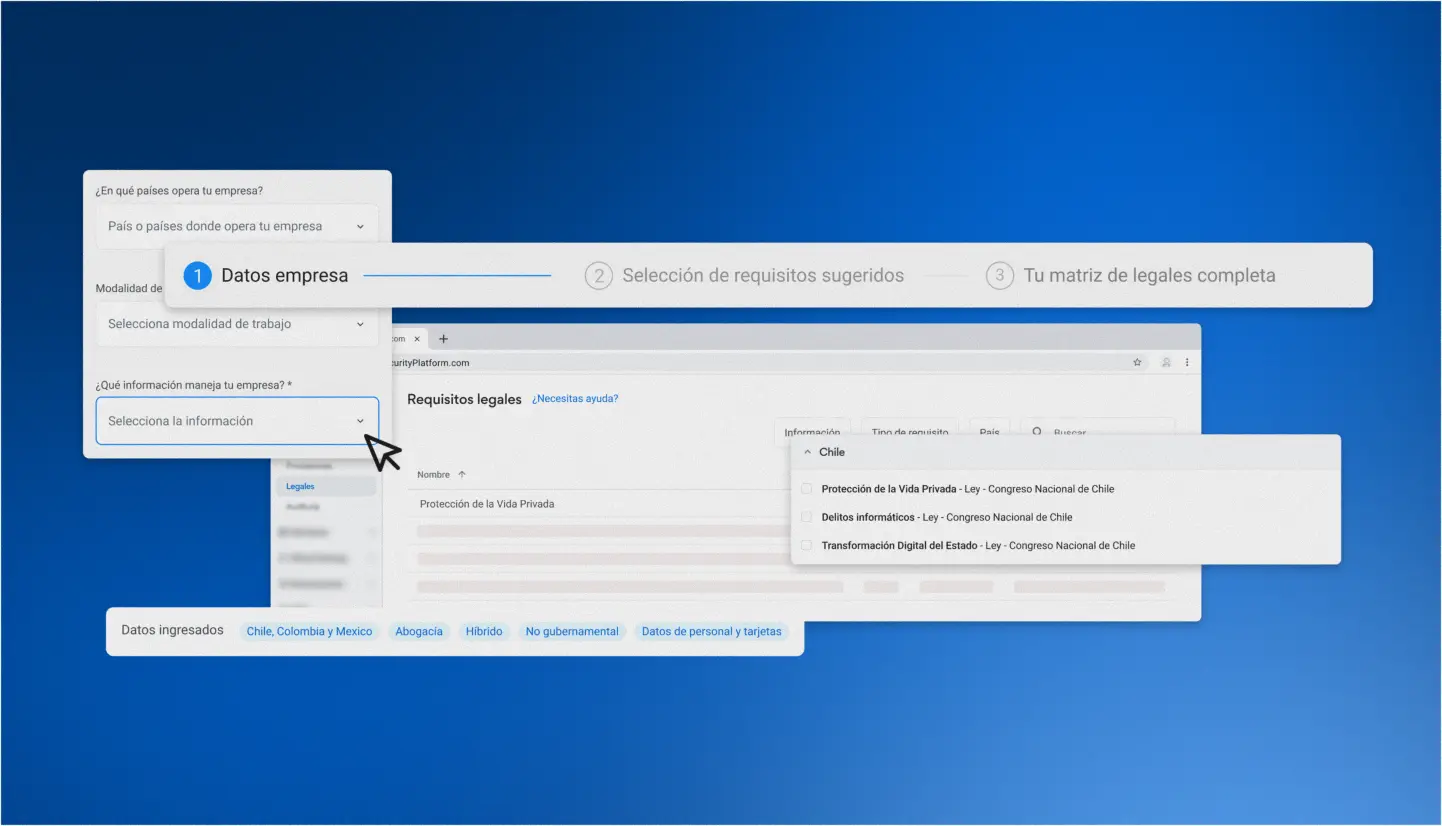 ¿En qué países opera tu empresa?
País o países donde opera tu empresa
1 Datos empresa
2 Selección de requisitos sugeridos
3 Tu matriz de legales completa
Modalidad de
Selecciona modalidad de trabajo
¿Qué información maneja tu empresa? *
Selecciona la información
com
curityPlatform.com
Requisitos legales ¿Necesitas ayuda?
Información Tipo de requisito País Buscar
Nombre
Legales
Protección de la Vida Privada
Chile
Protección de la Vida Privada - Ley - Congreso Nacional de Chile
Delitos informáticos - Ley - Congreso Nacional de Chile
Transformación Digital del Estado - Ley - Congreso Nacional de Chile
Datos ingresados Chile, Colombia y Mexico Abogacía Híbrido No gubernamental Datos de personal y tarjetas